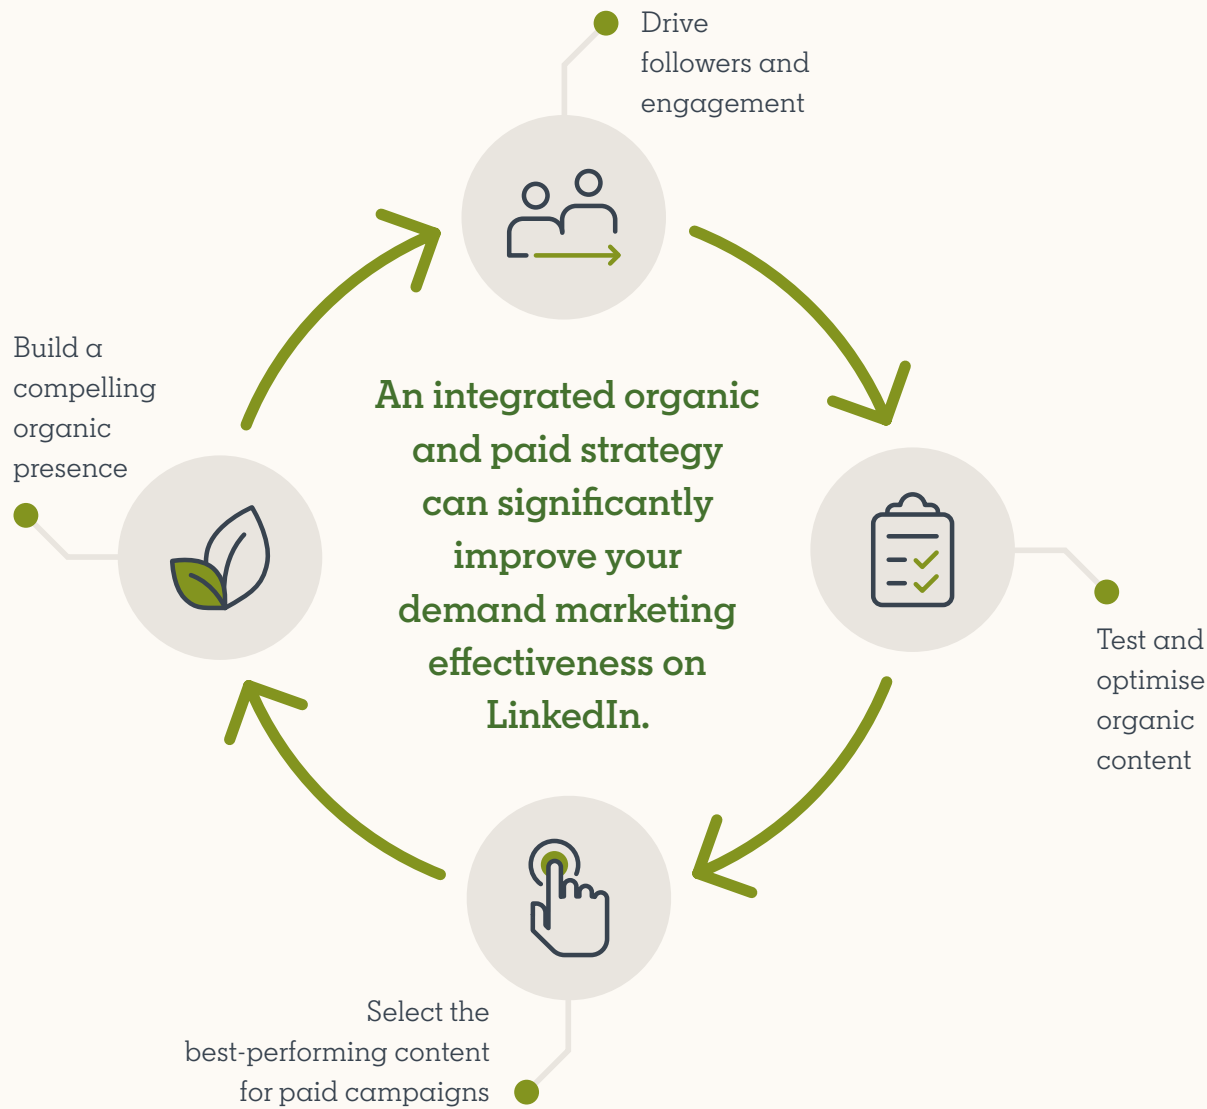 Drive
followers and
engagement
Build a
compelling
organic
presence
An integrated organic
and paid strategy
can significantly
improve your
demand marketing
effectiveness on
LinkedIn.
Test and
optimise
organic
content
Select the
best-performing content
for paid campaigns